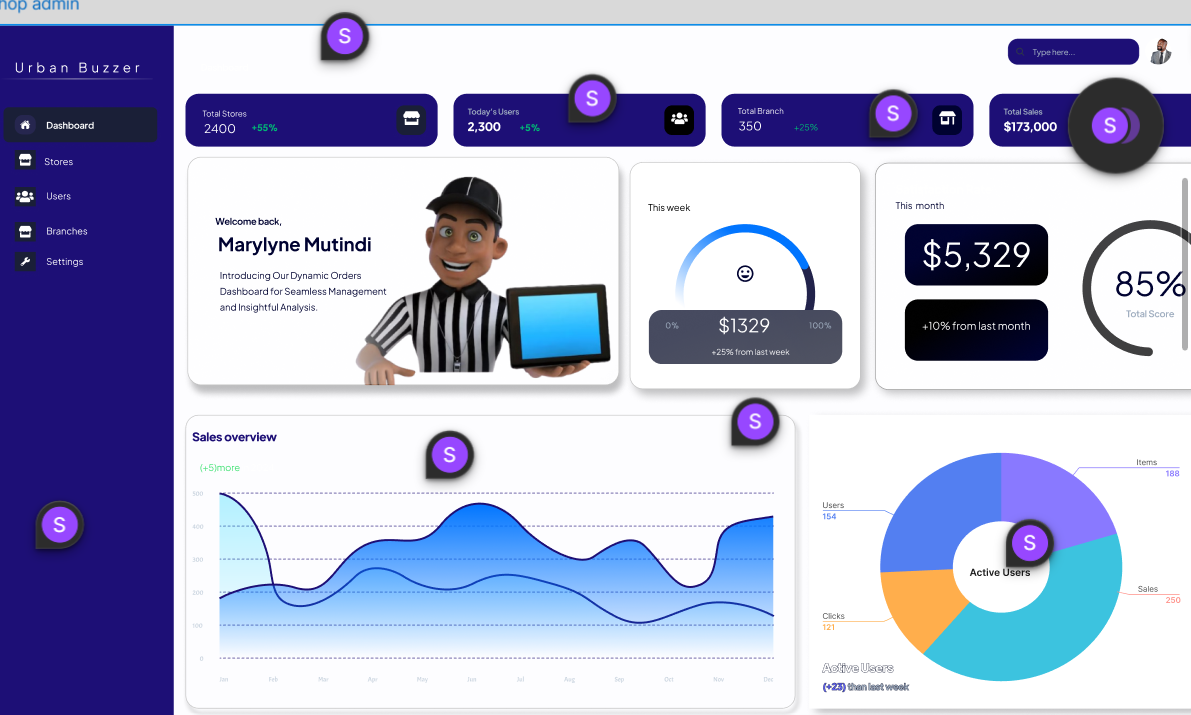 hop admin
Urban Buzzer
Dashboard
Stores
Users
Branches
Settings
Type here...
Total Stores
2400 +55%
Today's Users
2,300 +5%
Total Branch
350 +25%
Total Sales
$173,000
S
S
S
S
Welcome back,
Marylyne Mutindi
Introducing Our Dynamic Orders
Dashboard for Seamless Management
and Insightful Analysis.
This week
0% $1329 100%
+25% from last week
This month
$5,329
+10% from last month
85%
Total Score
S
S
S
S
Sales overview
(+5)more
500
400
300
200
100
0
Jan Feb Mar Apr May Jun Jul Aug Sep Oct Nov Dec
Items
188
Users
154
Active Users
Sales
250
Clicks
121
Active Users
(+23) than last week